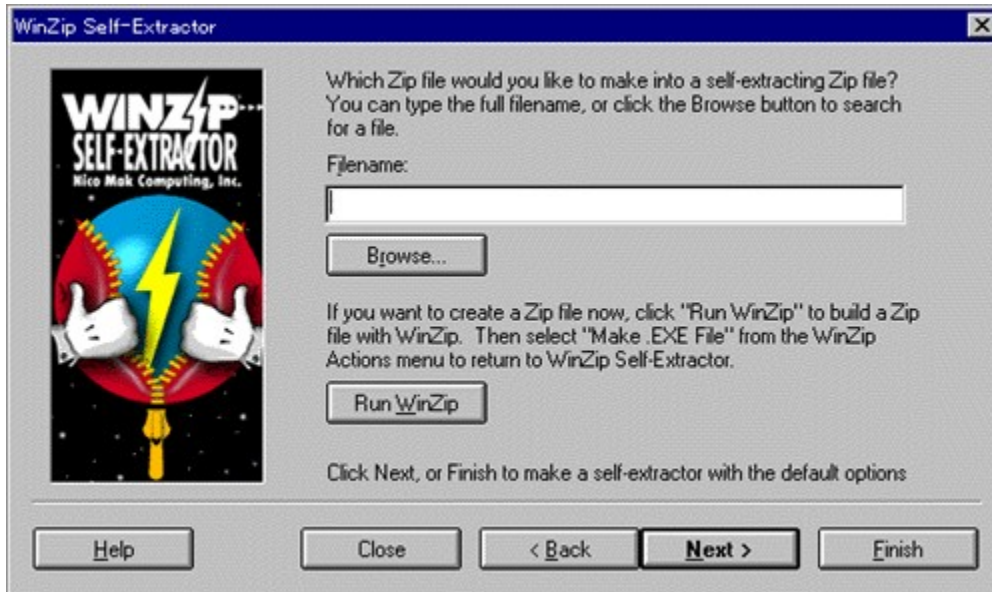 WinZip Self-Extractor
WINZIP
SELF-EXTRACTOR
Nico Mak Computing, Inc.
Which Zip file would you like to make into a self-extracting Zip file?
You can type the full filename, or click the Browse button to search
for a file.
Filename:
Browse...
If you want to create a Zip file now, click "Run WinZip" to build a Zip
file with WinZip. Then select "Make .EXE File" from the WinZip
Actions menu to return to WinZip Self-Extractor.
Run WinZip
Click Next, or Finish to make a self-extractor with the default options
Help Close < Back Next > Finish